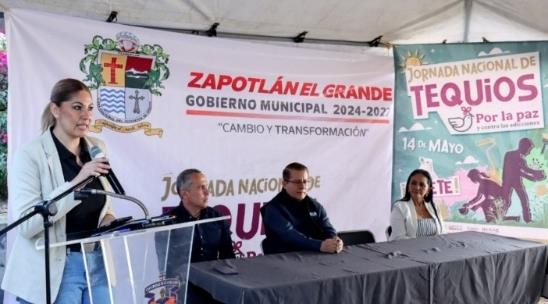 ZAPOTLÁN EL GRANDE
GOBIERNO MUNICIPAL 2024-2027
"CAMBIO Y TRANSFORMACIÓN"
JORNADA NACIONAL DE
TEQUIOS
JORNADA NACIONAL DE
TEQUIOS
Por la paz
y contra las adicciones
14 DE MAYO